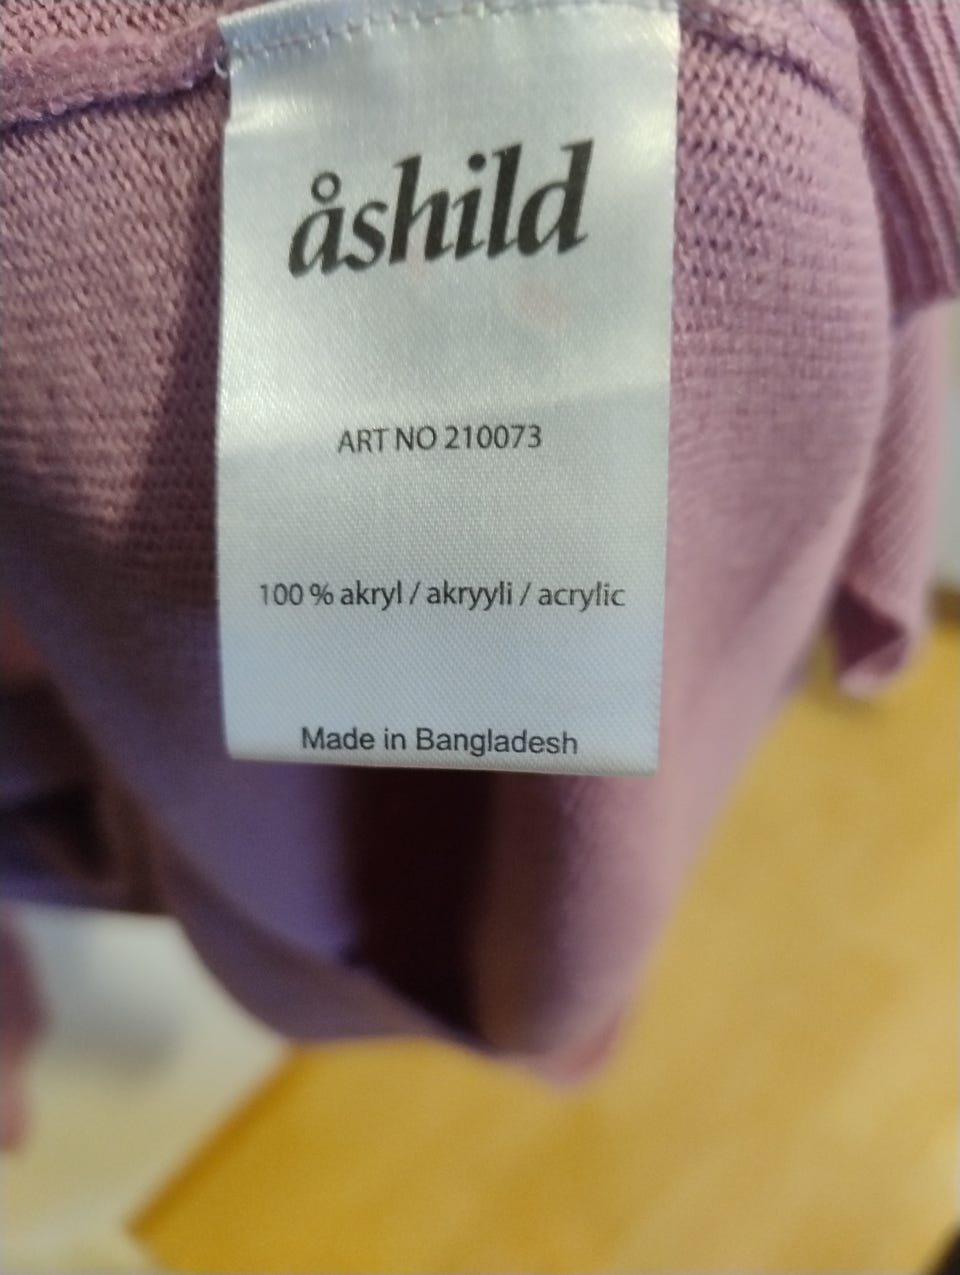 åshild
ART NO 210073
100 % akryl / akryyli / acrylic
Made in Bangladesh